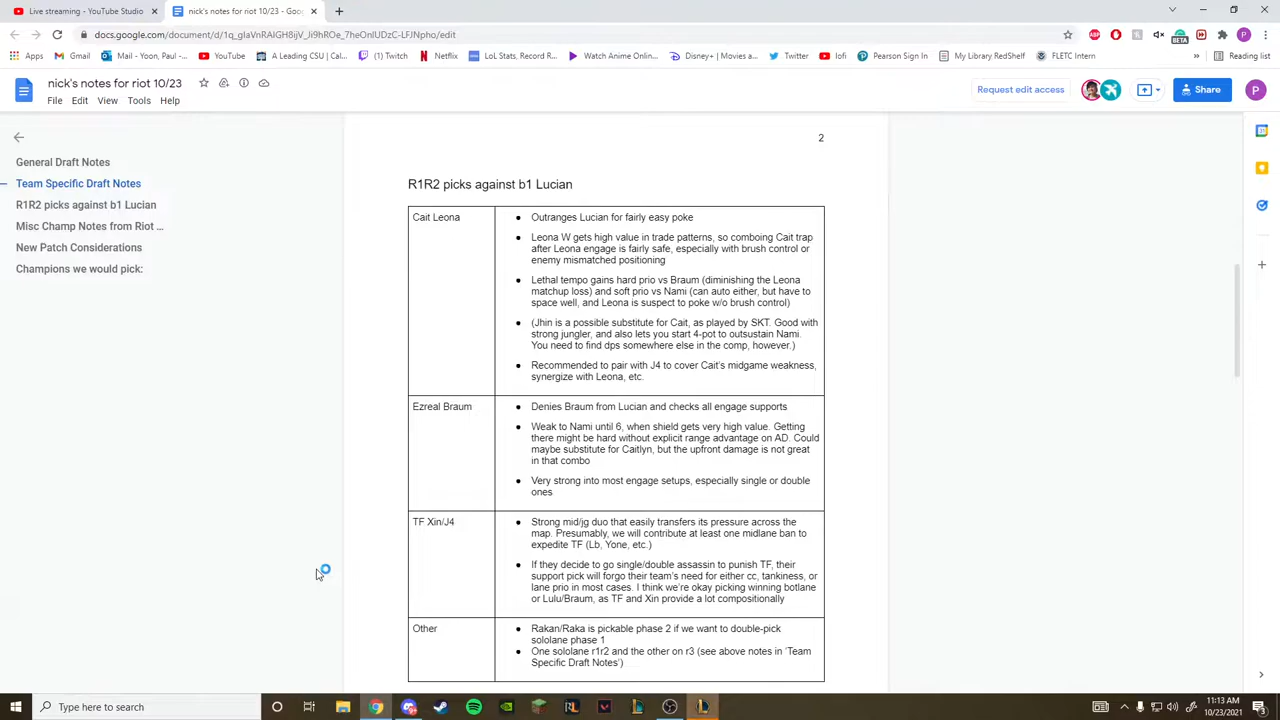 Live streaming - YouTube Studio
nick's notes for riot 10/23 - Goo
docs.google.com/document/d/
/edit
Apps
Gmail
Mail - Yoon, Paul -...
YouTube
A Leading CSU | Cal...
Twitch
Netflix
LoL Stats, Record R...
Watch Anime Onlin...
Disney+ | Movies a...
Twitter
lofi
Pearson Sign In
My Library RedShelf
FLETC Intern
»
Reading list
nick's notes for riot 10/23
File Edit View Tools Help
Request edit access
Share
P
2
General Draft Notes
Team Specific Draft Notes
R1R2 picks against b1 Lucian
Misc Champ Notes from Riot ...
New Patch Considerations
Champions we would pick:
R1R2 picks against b1 Lucian
Cait Leona
● Outranges Lucian for fairly easy poke
● Leona W gets high value in trade patterns, so comboing Cait trap
after Leona engage is fairly safe, especially with brush control or
enemy mismatched positioning
● Lethal tempo gains hard prio vs Braum (diminishing the Leona
matchup loss) and soft prio vs Nami (can auto either, but have to
space well, and Leona is suspect to poke w/o brush control)
● (Jhin is a possible substitute for Cait, as played by SKT. Good with
strong jungler, and also lets you start 4-pot to outsustain Nami.
You need to find dps somewhere else in the comp, however.)
● Recommended to pair with J4 to cover Cait's midgame weakness,
synergize with Leona, etc.
Ezreal Braum
● Denies Braum from Lucian and checks all engage supports
● Weak to Nami until 6, when shield gets very high value. Getting
there might be hard without explicit range advantage on AD. Could
maybe substitute for Caitlyn, but the upfront damage is not great
in that combo
● Very strong into most engage setups, especially single or double
ones
TF Xin/J4
● Strong mid/jg duo that easily transfers its pressure across the
map. Presumably, we will contribute at least one midlane ban to
expedite TF (Lb, Yone, etc.)
● If they decide to go single/double assassin to punish TF, their
support pick will forgo their team's need for either cc, tankiness, or
lane prio in most cases. I think we're okay picking winning botlane
or Lulu/Braum, as TF and Xin provide a lot compositionally
Other
● Rakan/Raka is pickable phase 2 if we want to double-pick
sololane phase 1
● One sololane r1r2 and the other on r3 (see above notes in 'Team
Specific Draft Notes')
Type here to search
11:13 AM
10/23/2021